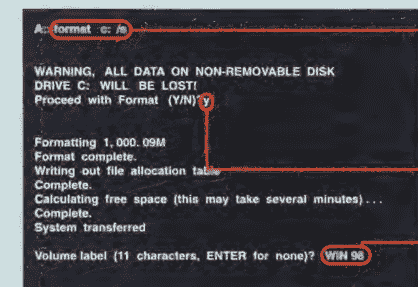 A: format c: /s
WARNING, ALL DATA ON NON-REMOVABLE DISK
DRIVE C: WILL BE LOST!
Proceed with Format (Y/N)?y
Formatting 1,000.09M
Format complete.
Writing out file allocation table
Complete.
Calculating free space (this may take several minutes)...
Complete.
System transferred
Volume label (11 characters, ENTER for none)? WIN 98